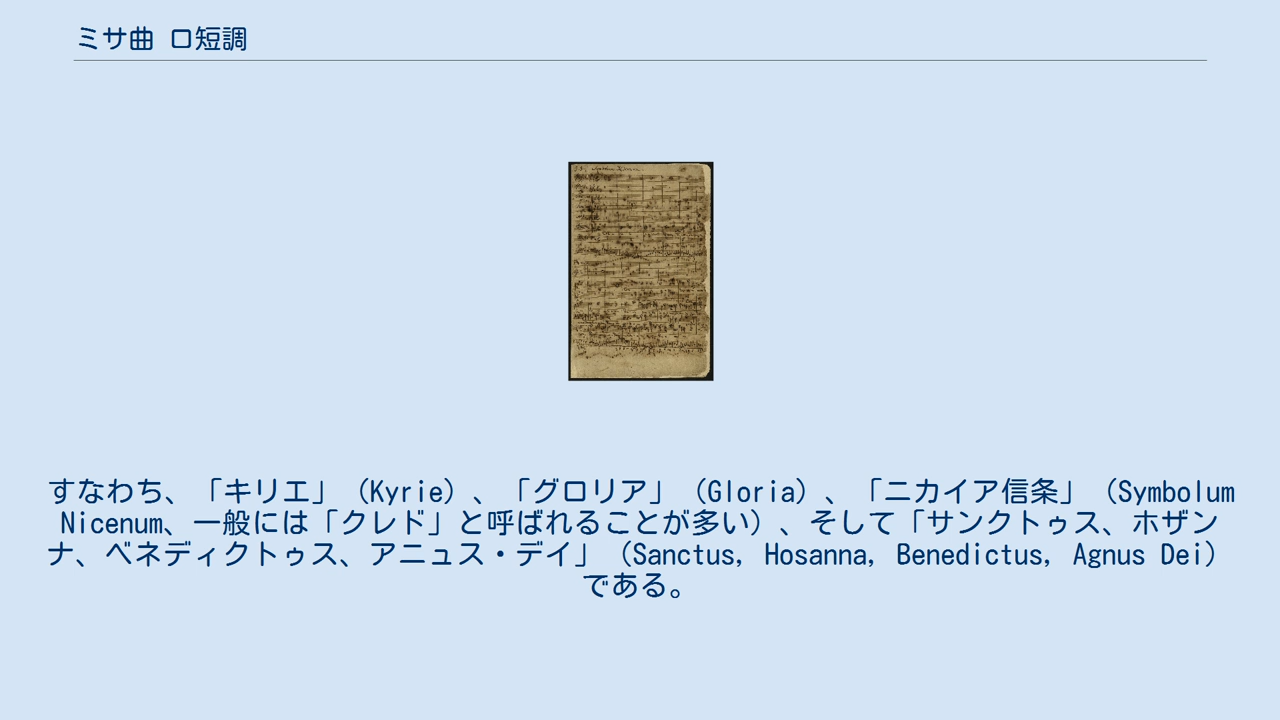 ミサ曲 ロ短調
すなわち、「キリエ」（Kyrie）、「グロリア」（Gloria）、「ニカイア信条」（Symbolum
Nicenum、一般には「クレド」と呼ばれることが多い）、そして「サンクトゥス、ホザン
ナ、ベネディクトゥス、アニュス・デイ」（Sanctus, Hosanna, Benedictus, Agnus Dei）
である。